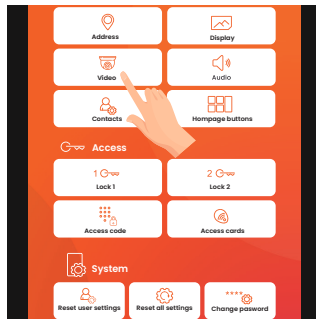 Address Display
Video Audio
Contacts Hompage buttons
Access
1 2
Lock 1 Lock 2
Access code Access cards
System
****
Reset user settings Reset all settings Change pasword